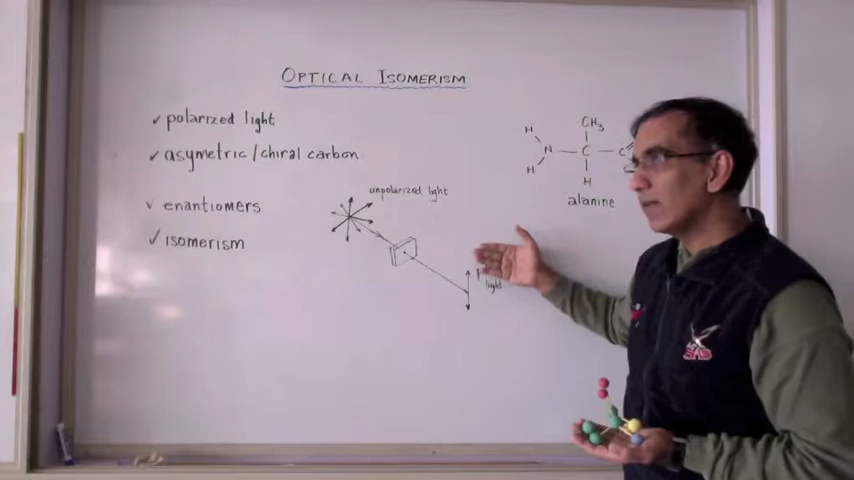 OPTICAL ISOMERISM
✓ polarized light
✓ asymetric/chiral carbon
✓ enantiomers
✓ isomerism
unpolarized light
light
CH3
H
N — C — C
H
H
alanine